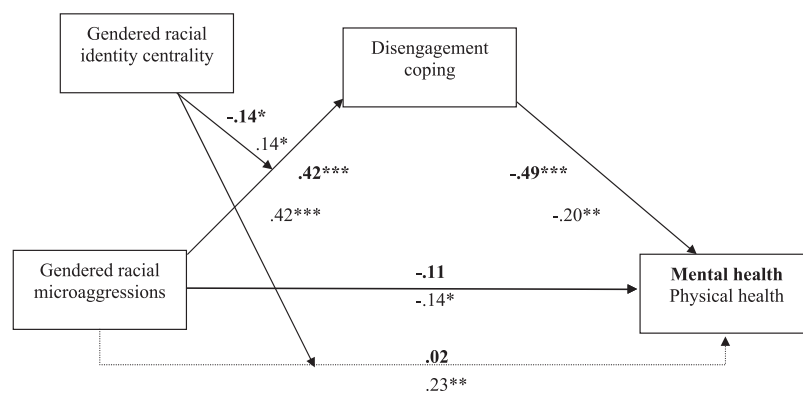 Gendered racial
identity centrality
Disengagement
coping
-.14*
.14*
.42***
.42***
-.49***
-.20**
Gendered racial
microaggressions
-.11
-.14*
Mental health
Physical health
.02
.23**